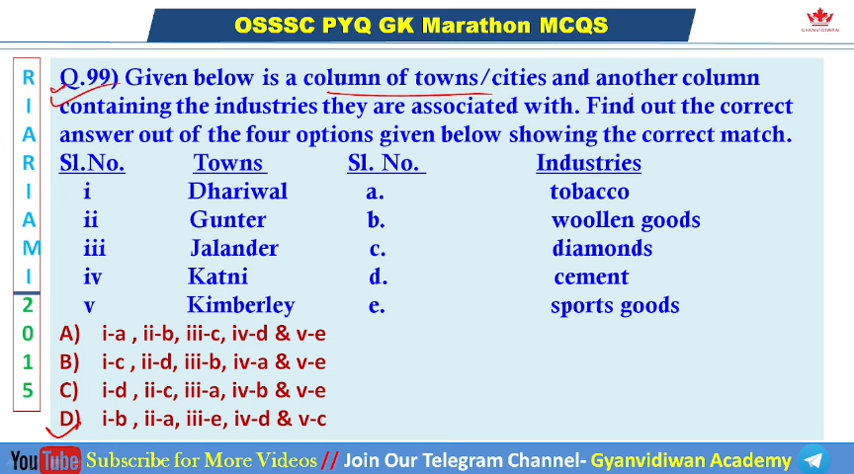 OSSSC PYQ GK Marathon MCQS
GYANVIDIWAN
R
I
A
R
I
A
M
I
2
0
1
5
Q.99) Given below is a column of towns/cities and another column
containing the industries they are associated with. Find out the correct
answer out of the four options given below showing the correct match.
Sl.No. Towns Sl. No. Industries
i Dhariwal a. tobacco
ii Gunter b. woollen goods
iii Jalander c. diamonds
iv Katni d. cement
v Kimberley e. sports goods
A) i-a , ii-b, iii-c, iv-d & v-e
B) i-c , ii-d, iii-b, iv-a & v-e
C) i-d , ii-c, iii-a, iv-b & v-e
D) i-b , ii-a, iii-e, iv-d & v-c
YouTube Subscribe for More Videos // Join Our Telegram Channel- Gyanvidiwan Academy